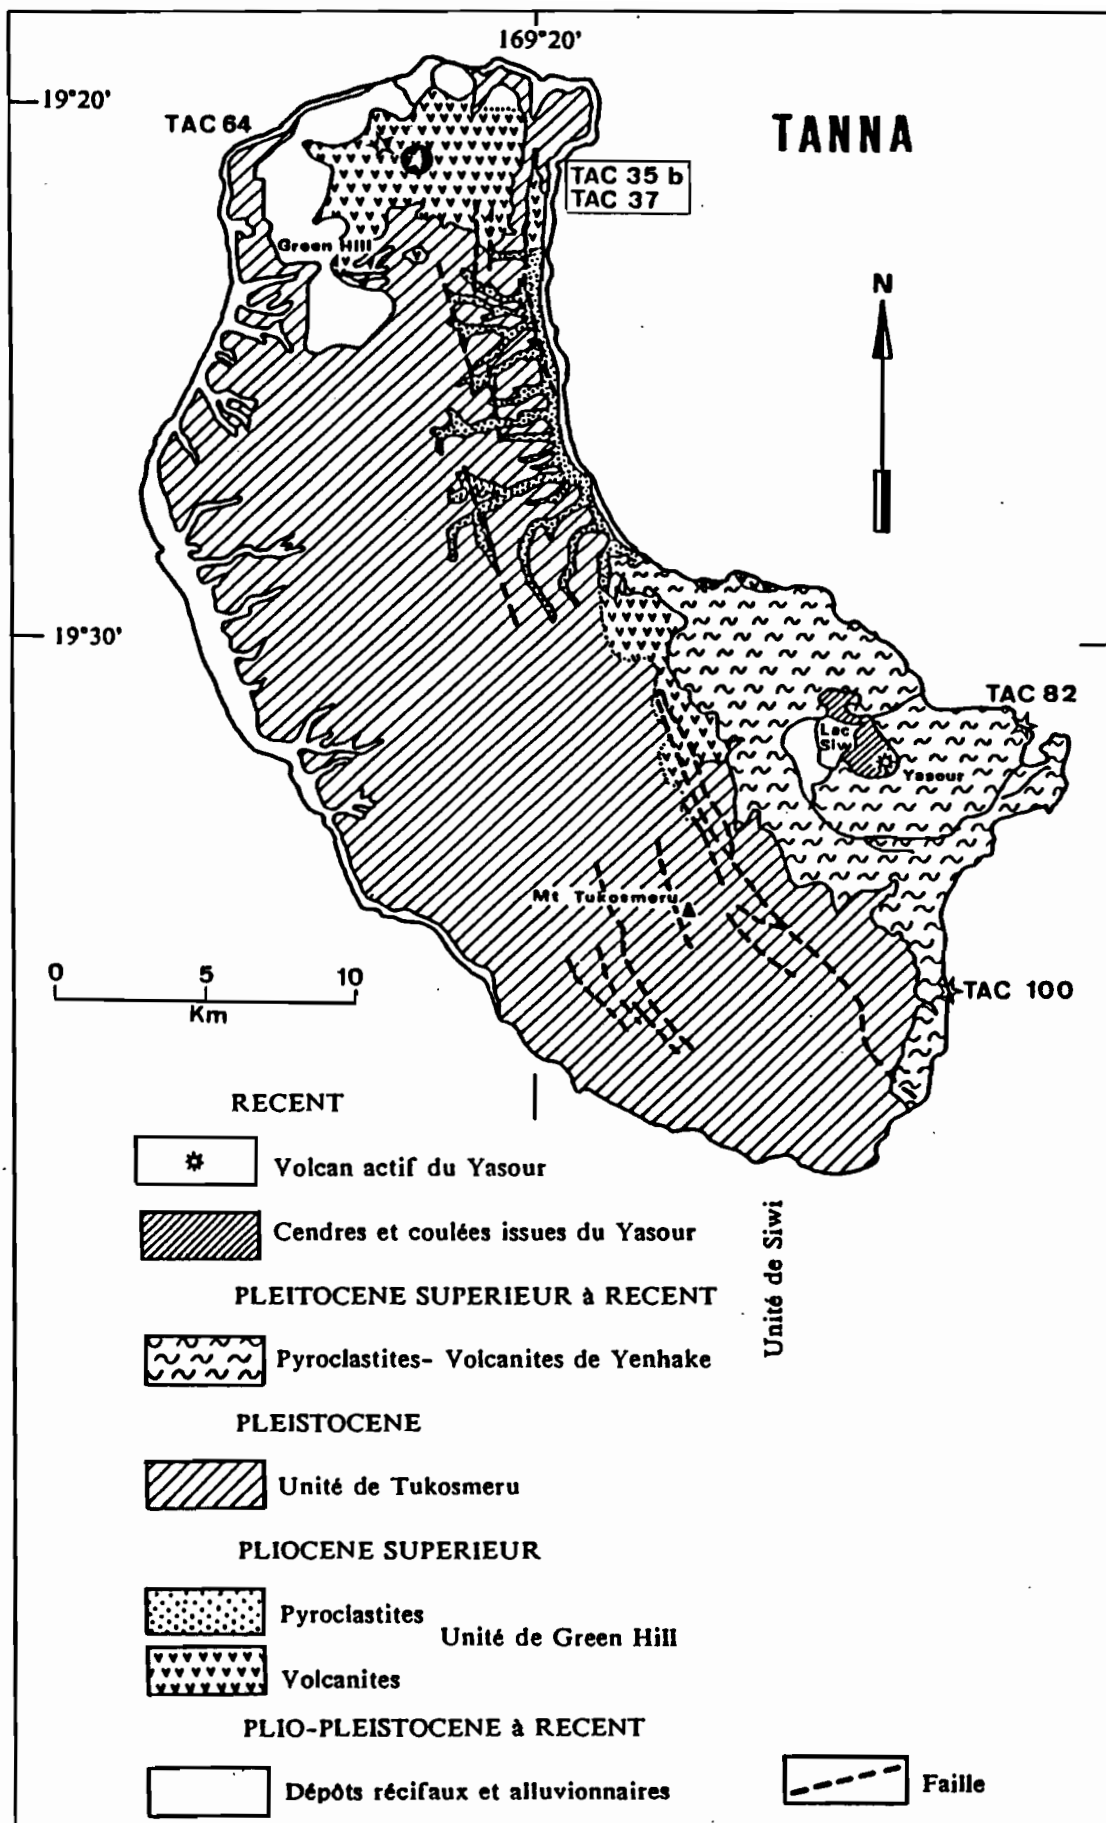 169°20'
19°20'
TAC 64
TANNA
TAC 35 b
TAC 37
Green Hill
N
19°30'
TAC 82
Lac
Siwi
Yasour
Mt Tukosmeru
0 5 10
Km
TAC 100
RECENT
Volcan actif du Yasour
Cendres et coulées issues du Yasour
PLEITOCENE SUPERIEUR à RECENT
Unité de Siwi
Pyroclastites- Volcanites de Yenhake
PLEISTOCENE
Unité de Tukosmeru
PLIOCENE SUPERIEUR
Pyroclastites
Unité de Green Hill
Volcanites
PLIO-PLEISTOCENE à RECENT
Dépôts récifaux et alluvionnaires
Faille